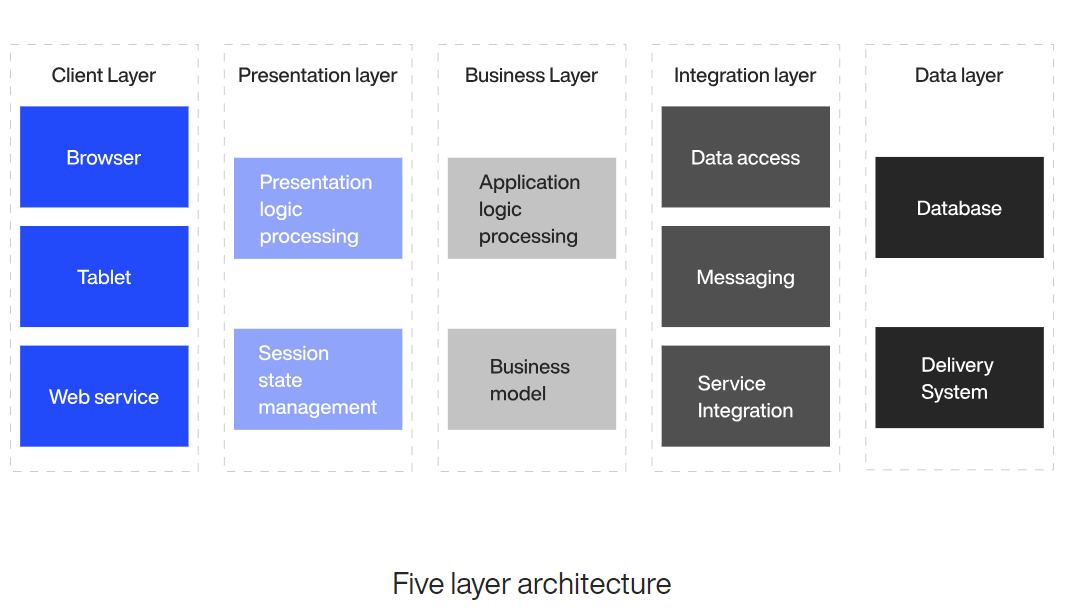 Client Layer
Browser
Tablet
Web service
Presentation layer
Presentation
logic
processing
Session
state
management
Business Layer
Application
logic
processing
Business
model
Integration layer
Data access
Messaging
Service
Integration
Data layer
Database
Delivery
System
Five layer architecture